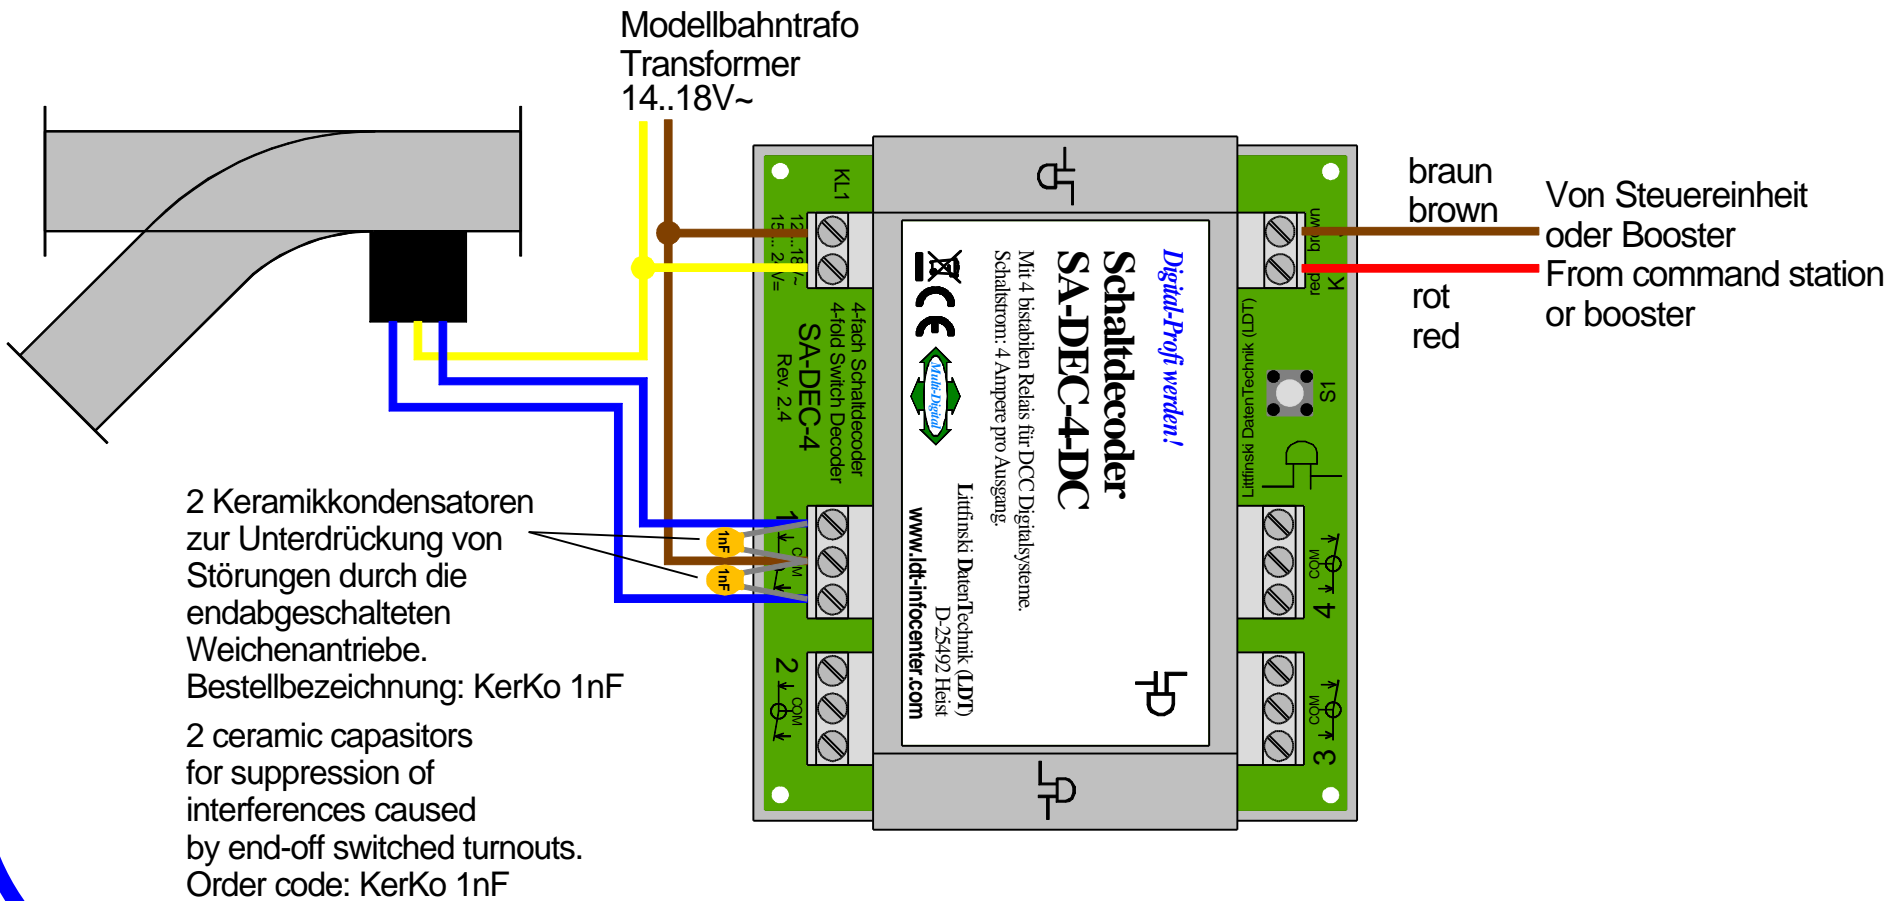 Modellbahntrafo
Transformer
14..18V~
braun
brown
rot
red
Von Steuereinheit
oder Booster
From command station
or booster
2 Keramikkondensatoren
zur Unterdrückung von
Störungen durch die
endabgeschalteten
Weichenantriebe.
Bestellbezeichnung: KerKo 1nF
2 ceramic capasitors
for suppression of
interferences caused
by end-off switched turnouts.
Order code: KerKo 1nF
1nF
1nF
KL1
4-fach Schaltdecoder
4-fold Switch Decoder
SA-DEC-4
Rev. 2.4
1
COM
2
COM
Digital-Profi werden!
Schaltdecoder
SA-DEC-4-DC
Mit 4 bistabilen Relais für DCC Digitalsysteme.
Schaltstrom: 4 Ampere pro Ausgang.
CE
Multi-Digital
Littfinski DatenTechnik (LDT)
D-25492 Heist
www.ldt-infocenter.com
red brown
K
Littfinski DatenTechnik (LDT)
S1
COM
4
COM
3